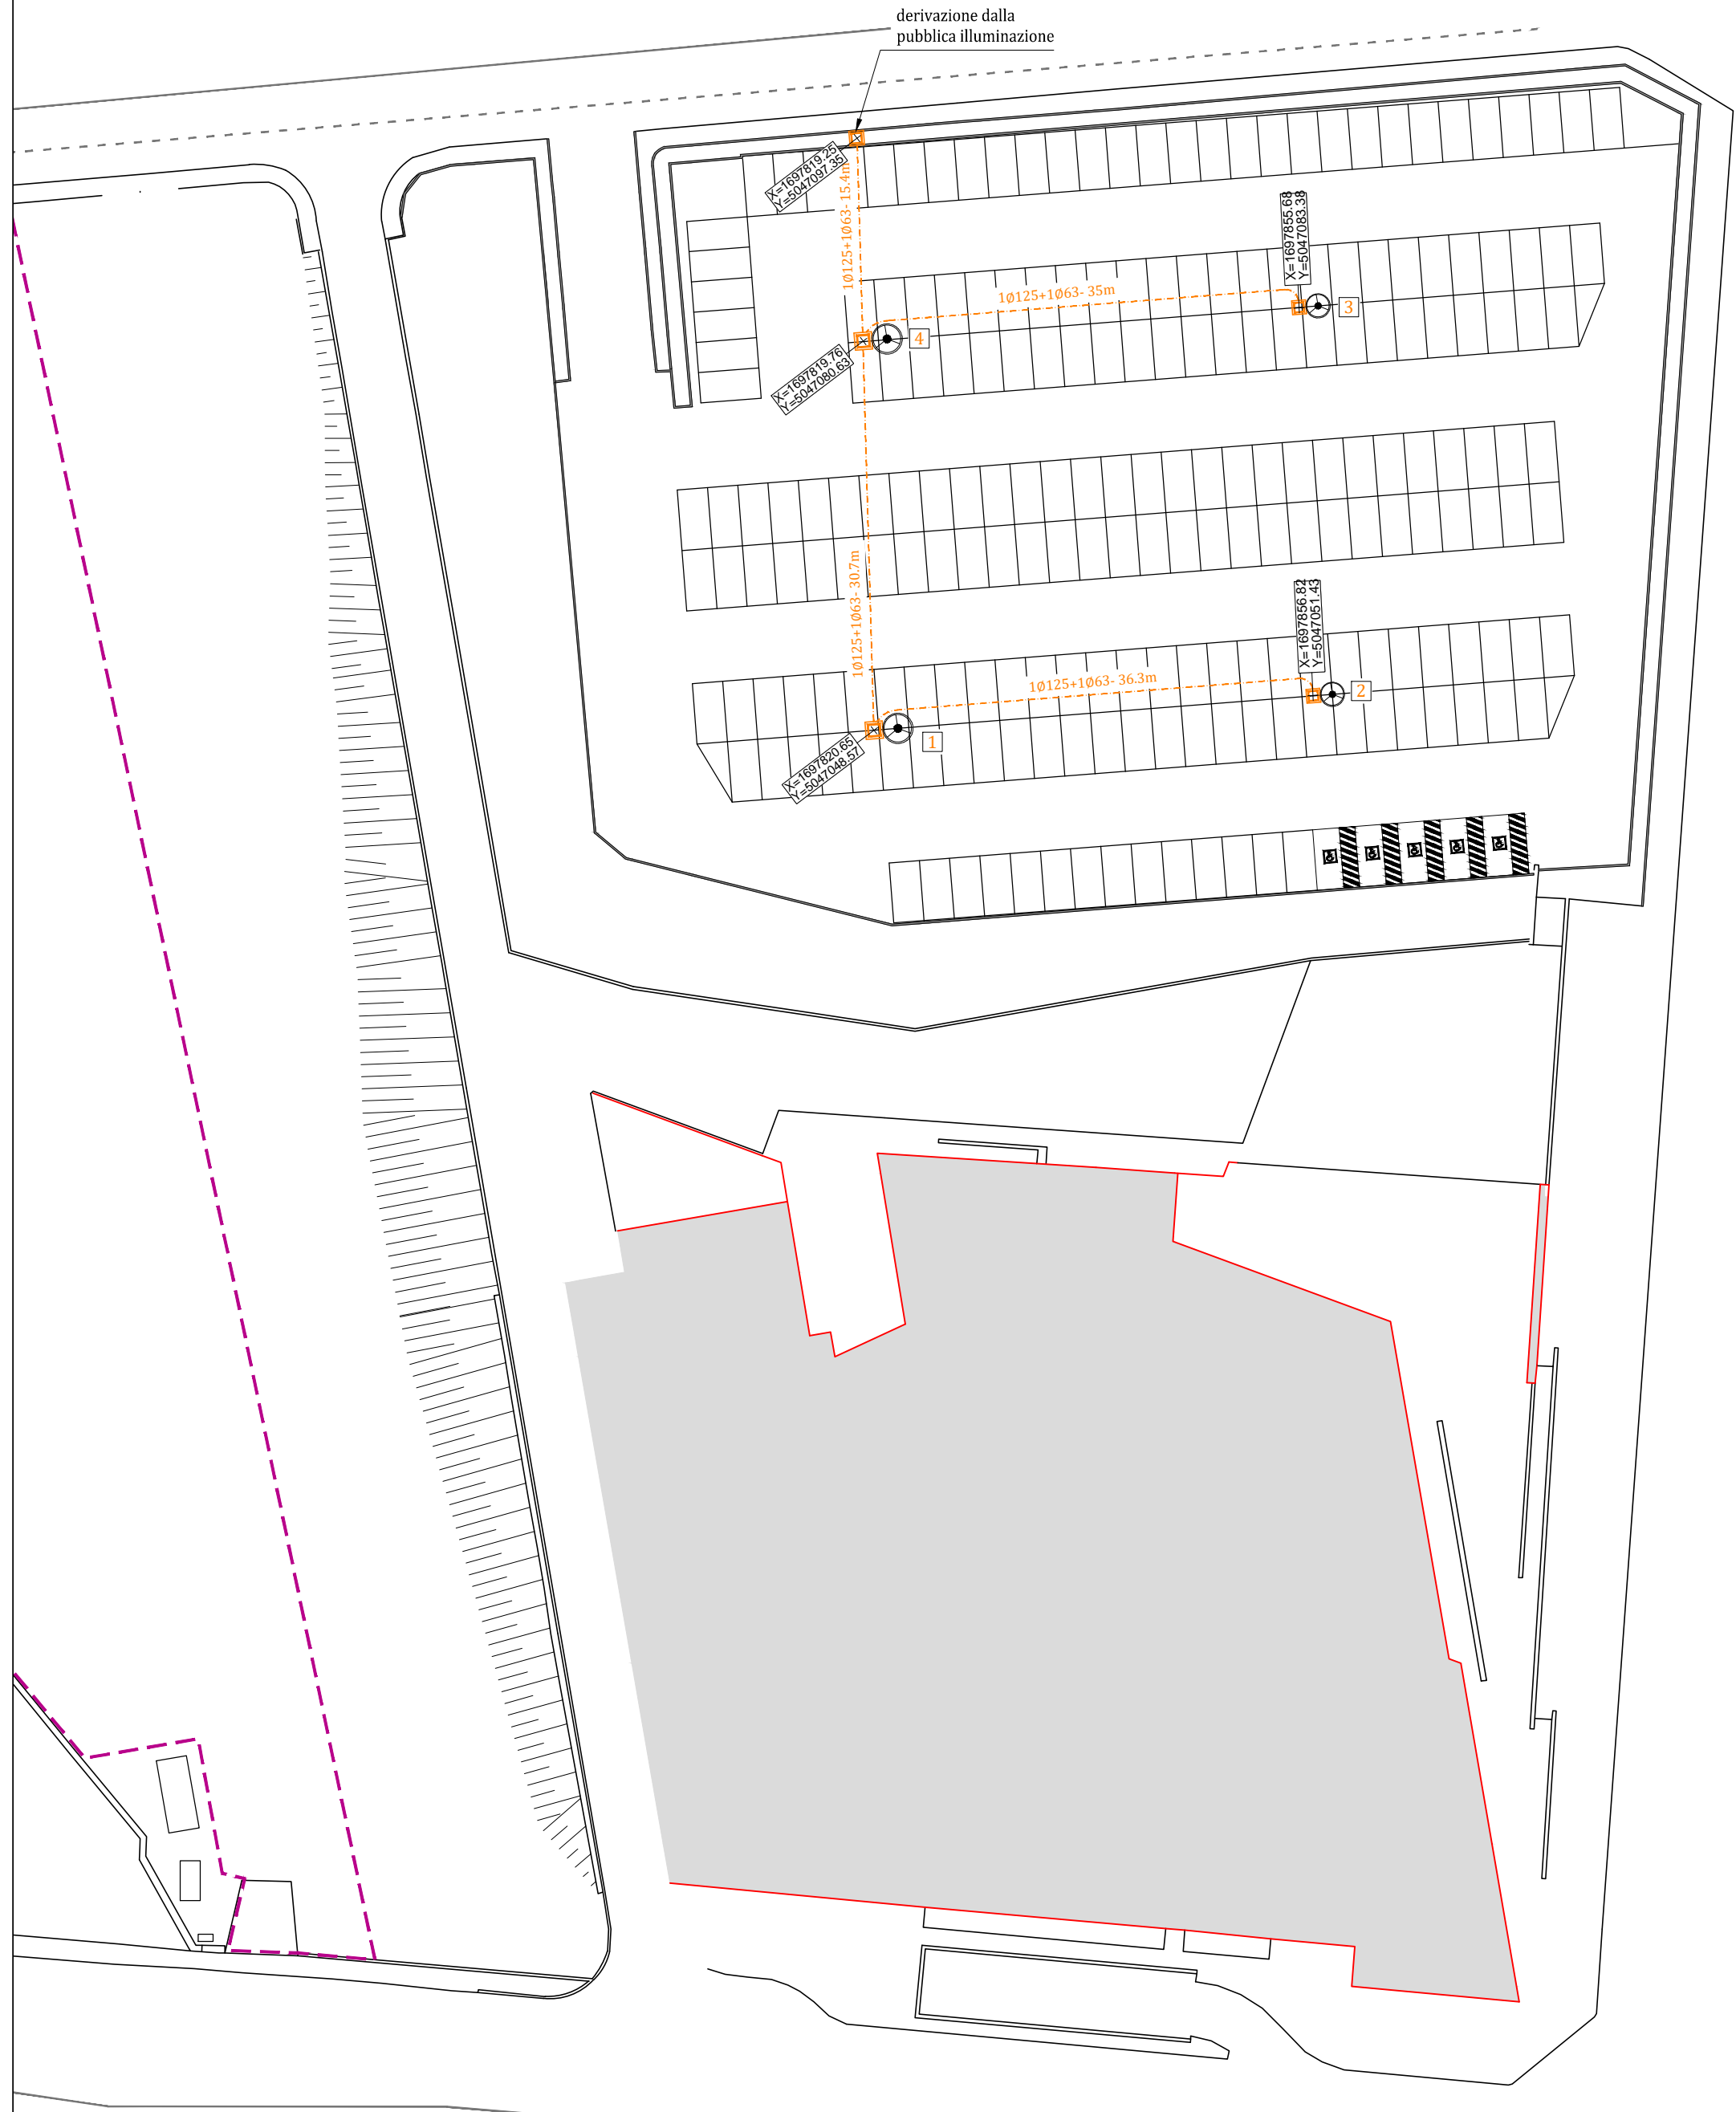 derivazione dalla
pubblica illuminazione
X=1697819.25
Y=5047097.35
1Ø125+1Ø63- 15.4m
X=1697855.68
Y=5047083.38
1Ø125+1Ø63- 35m
3
4
X=1697819.76
Y=5047080.63
1Ø125+1Ø63- 30.7m
X=1697856.82
Y=5047051.43
1Ø125+1Ø63- 36.3m
2
1
X=1697820.65
Y=5047048.57